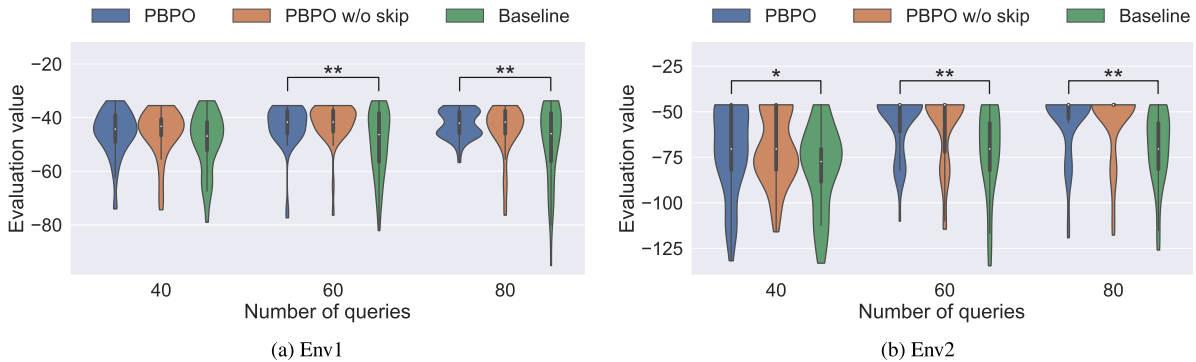 PBPO PBPO w/o skip Baseline
Evaluation value
−20
−40
−60
−80
** **
40 60 80
Number of queries
(a) Env1
PBPO PBPO w/o skip Baseline
Evaluation value
−25
−50
−75
−100
−125
* ** **
40 60 80
Number of queries
(b) Env2